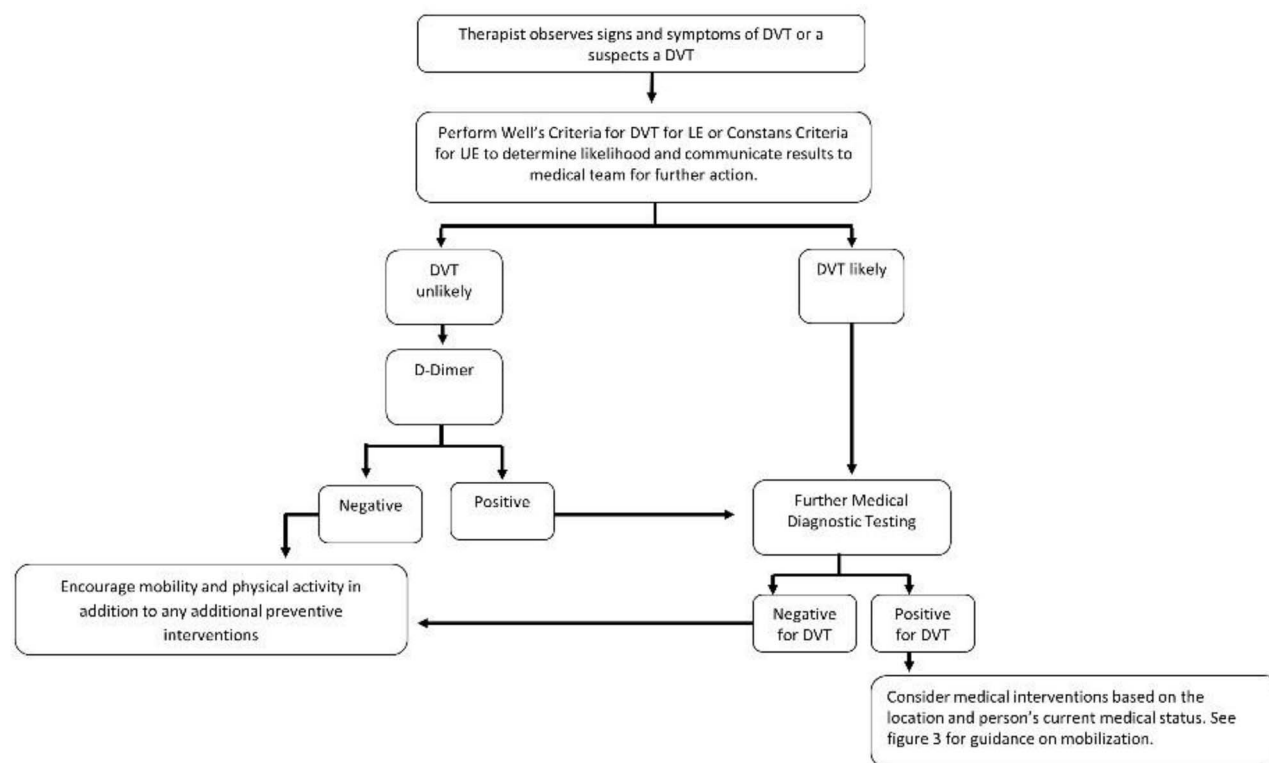 Therapist observes signs and symptoms of DVT or a
suspects a DVT
Perform Well's Criteria for DVT for LE or Constans Criteria
for UE to determine likelihood and communicate results to
medical team for further action.
DVT
unlikely
DVT likely
D-Dimer
Negative
Positive
Further Medical
Diagnostic Testing
Encourage mobility and physical activity in
addition to any additional preventive
interventions
Negative
for DVT
Positive
for DVT
Consider medical interventions based on the
location and person's current medical status. See
figure 3 for guidance on mobilization.